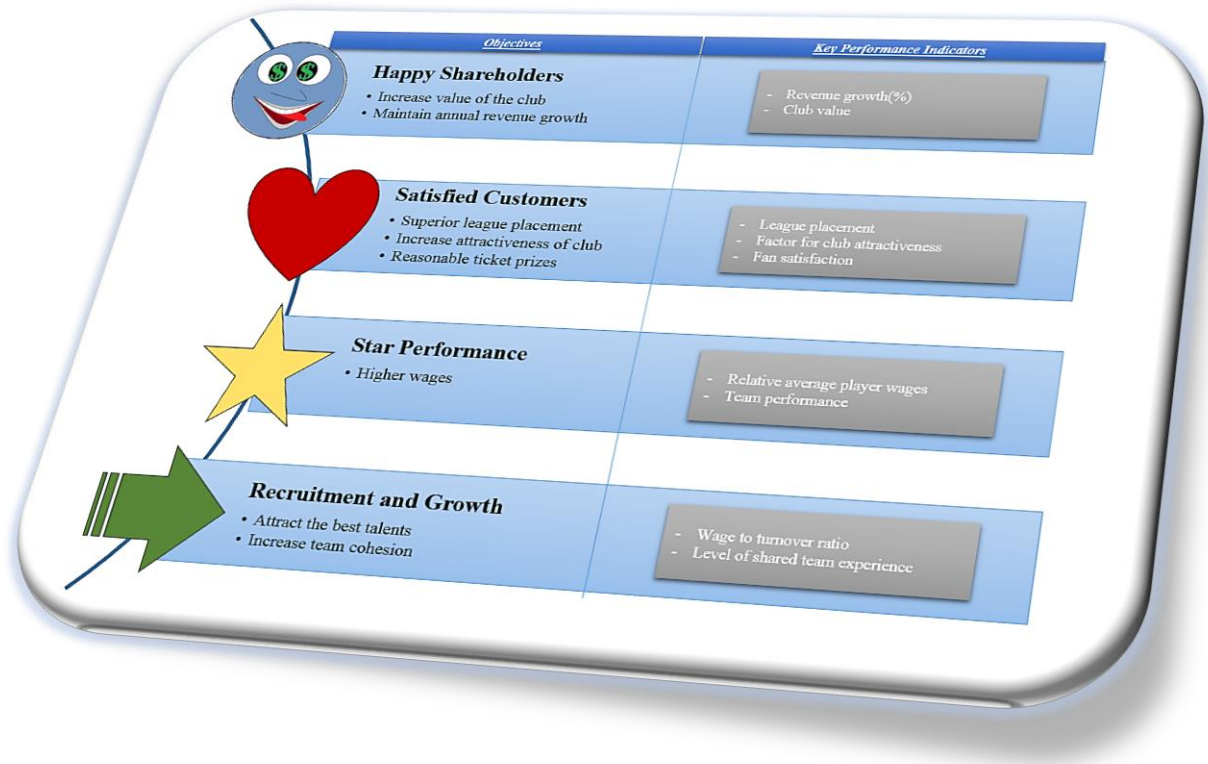 Objectives
Key Performance Indicators
Happy Shareholders
• Increase value of the club
• Maintain annual revenue growth
- Revenue growth(%)
- Club value
Satisfied Customers
• Superior league placement
• Increase attractiveness of club
• Reasonable ticket prizes
- League placement
- Factor for club attractiveness
- Fan satisfaction
Star Performance
• Higher wages
- Relative average player wages
- Team performance
Recruitment and Growth
• Attract the best talents
• Increase team cohesion
- Wage to turnover ratio
- Level of shared team experience